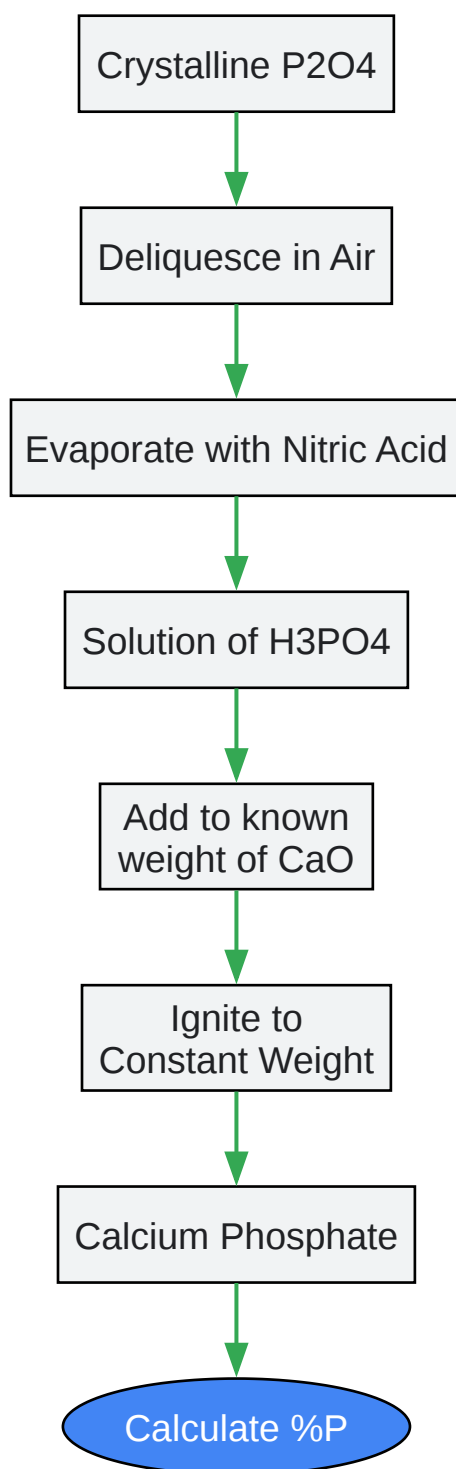 Crystalline P2O4
Deliquesce in Air
Evaporate with Nitric Acid
Solution of H3PO4
Add to known
weight of CaO
Ignite to
Constant Weight
Calcium Phosphate
Calculate %P